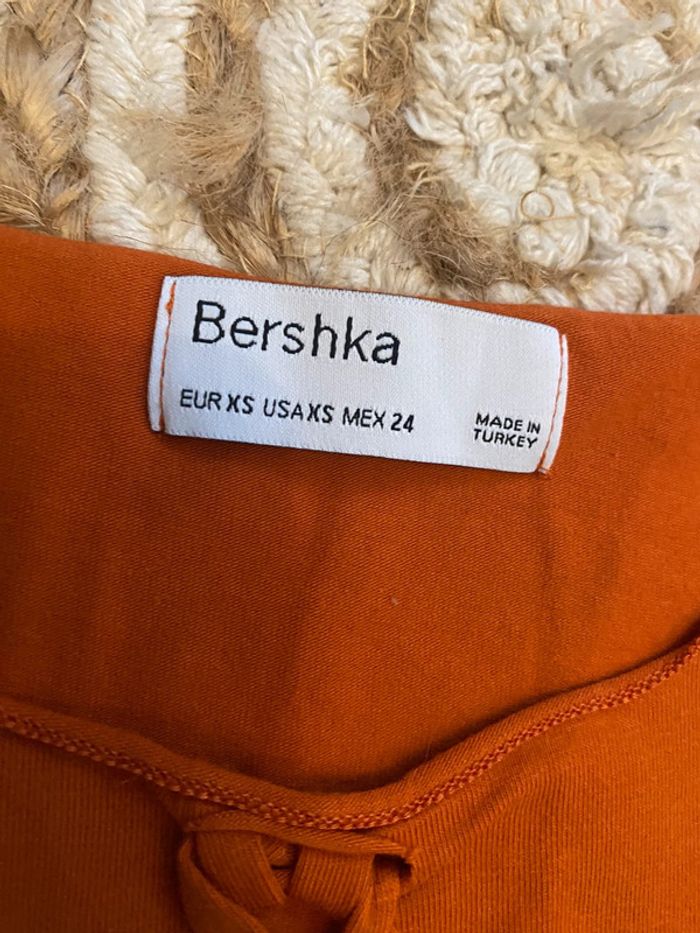 Bershka
EUR XS USA XS MEX 24
MADE IN
TURKEY